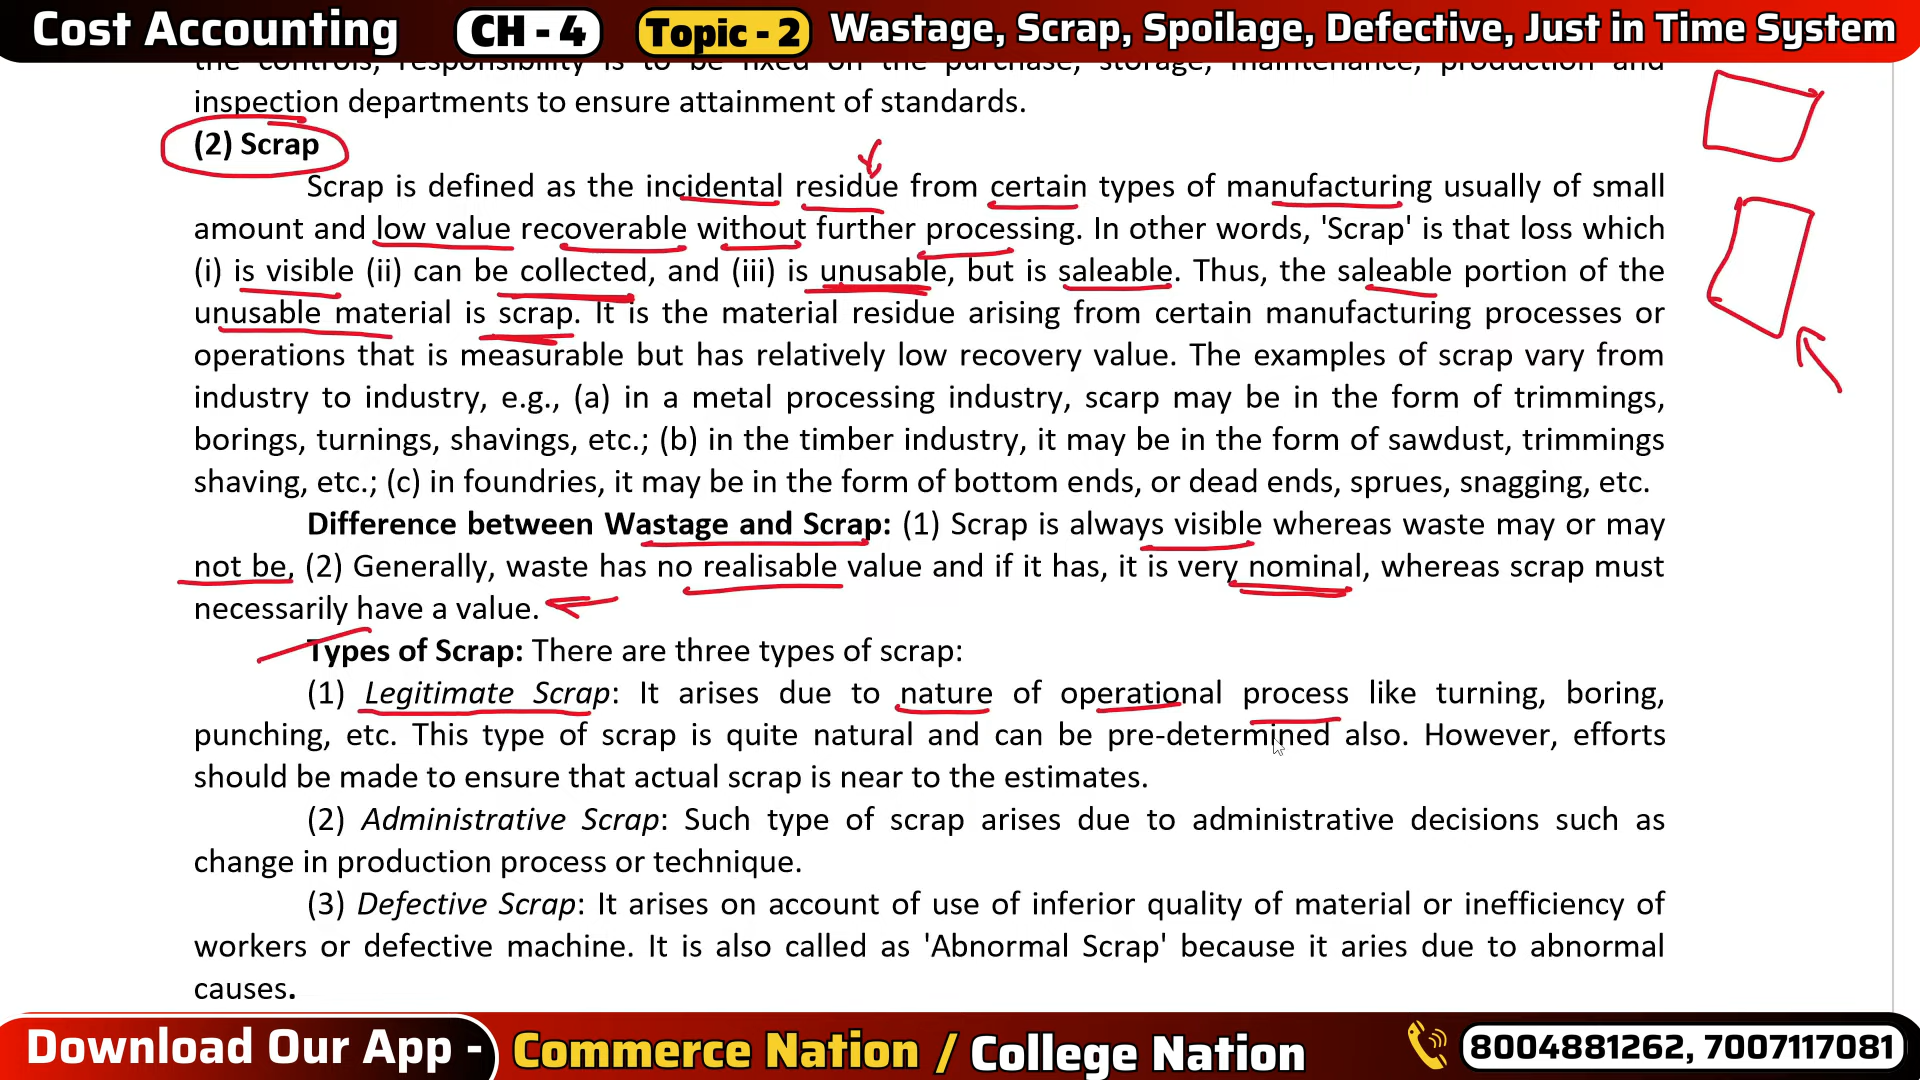 Cost Accounting CH - 4 Topic - 2 Wastage, Scrap, Spoilage, Defective, Just in Time System
the controls, responsibility is to be fixed on the purchase, storage, maintenance, production and
inspection departments to ensure attainment of standards.
(2) Scrap
Scrap is defined as the incidental residue from certain types of manufacturing usually of small
amount and low value recoverable without further processing. In other words, 'Scrap' is that loss which
(i) is visible (ii) can be collected, and (iii) is unusable, but is saleable. Thus, the saleable portion of the
unusable material is scrap. It is the material residue arising from certain manufacturing processes or
operations that is measurable but has relatively low recovery value. The examples of scrap vary from
industry to industry, e.g., (a) in a metal processing industry, scarp may be in the form of trimmings,
borings, turnings, shavings, etc.; (b) in the timber industry, it may be in the form of sawdust, trimmings
shaving, etc.; (c) in foundries, it may be in the form of bottom ends, or dead ends, sprues, snagging, etc.
Difference between Wastage and Scrap: (1) Scrap is always visible whereas waste may or may
not be, (2) Generally, waste has no realisable value and if it has, it is very nominal, whereas scrap must
necessarily have a value.
Types of Scrap: There are three types of scrap:
(1) Legitimate Scrap: It arises due to nature of operational process like turning, boring,
punching, etc. This type of scrap is quite natural and can be pre-determined also. However, efforts
should be made to ensure that actual scrap is near to the estimates.
(2) Administrative Scrap: Such type of scrap arises due to administrative decisions such as
change in production process or technique.
(3) Defective Scrap: It arises on account of use of inferior quality of material or inefficiency of
workers or defective machine. It is also called as 'Abnormal Scrap' because it aries due to abnormal
causes.
Download Our App - Commerce Nation / College Nation 8004881262, 7007117081